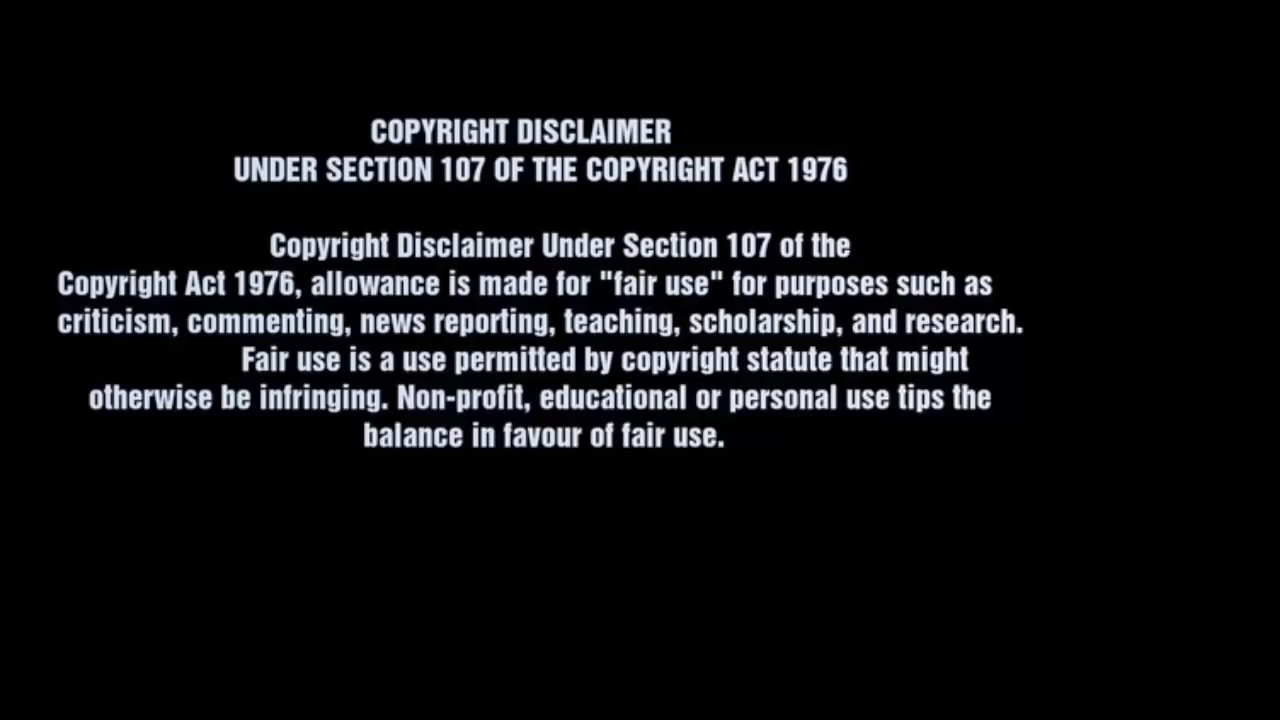 COPYRIGHT DISCLAIMER
UNDER SECTION 107 OF THE COPYRIGHT ACT 1976
Copyright Disclaimer Under Section 107 of the
Copyright Act 1976, allowance is made for "fair use" for purposes such as
criticism, commenting, news reporting, teaching, scholarship, and research.
Fair use is a use permitted by copyright statute that might
otherwise be infringing. Non-profit, educational or personal use tips the
balance in favour of fair use.